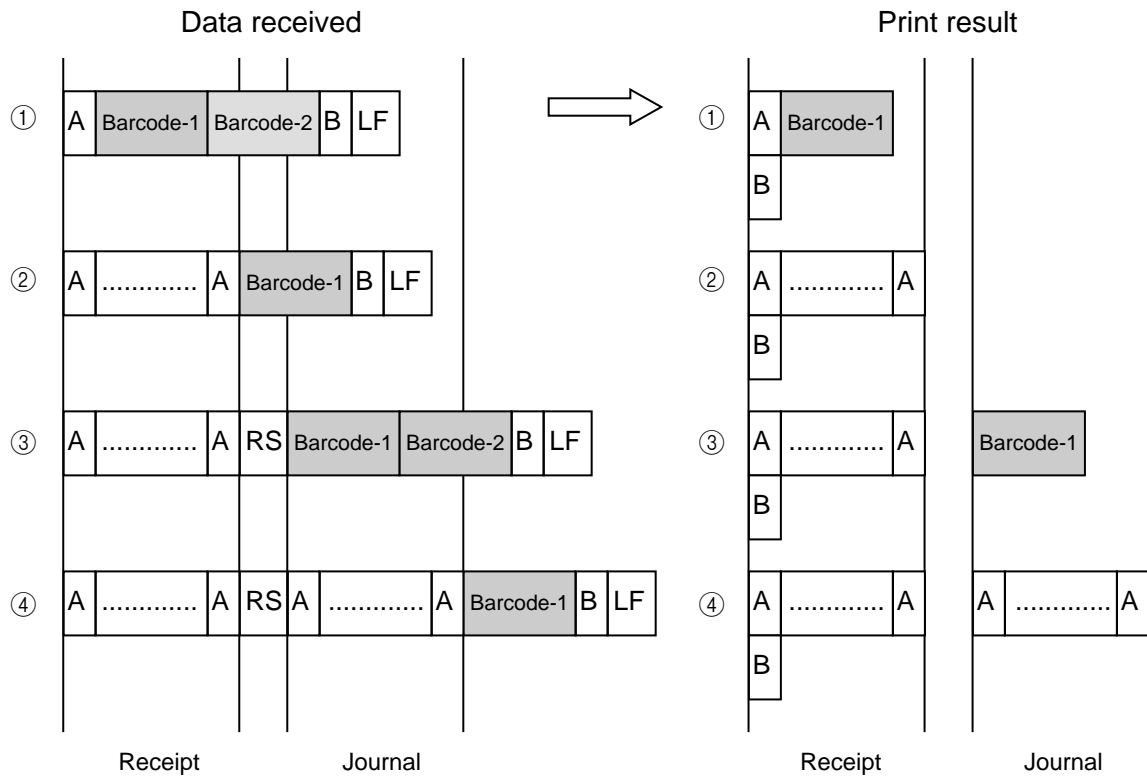 Data received Print result
① A Barcode-1 Barcode-2 B LF ① A Barcode-1
B
② A ............. A Barcode-1 B LF ② A ............. A
B
③ A ............. A RS Barcode-1 Barcode-2 B LF ③ A ............. A Barcode-1
B
④ A ............. A RS A ............. A Barcode-1 B LF ④ A ............. A A ............. A
B
Receipt Journal Receipt Journal